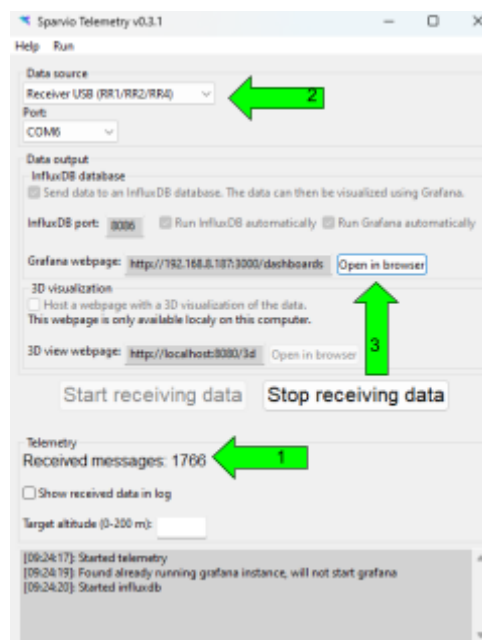 Sparvio Telemetry v0.3.1
Help Run
Data source
Receiver USB (RR1/RR2/RR4)
2
Port:
COM6
Data output
InfluxDB database
Send data to an InfluxDB database. The data can then be visualized using Grafana.
InfluxDB port: 8086 Run InfluxDB automatically Run Grafana automatically
Grafana webpage: http://192.168.8.187:3000/dashboards Open in browser
3D visualization
Host a webpage with a 3D visualization of the data.
This webpage is only available localy on this computer.
3
3D view webpage: http://localhost:8080/3d Open in browser
Start receiving data Stop receiving data
Telemetry
Received messages: 1766
1
Show received data in log
Target altitude (0-200 m):
[09:24:17]: Started telemetry
[09:24:19]: Found already running grafana instance, will not start grafana
[09:24:20]: Started influxdb